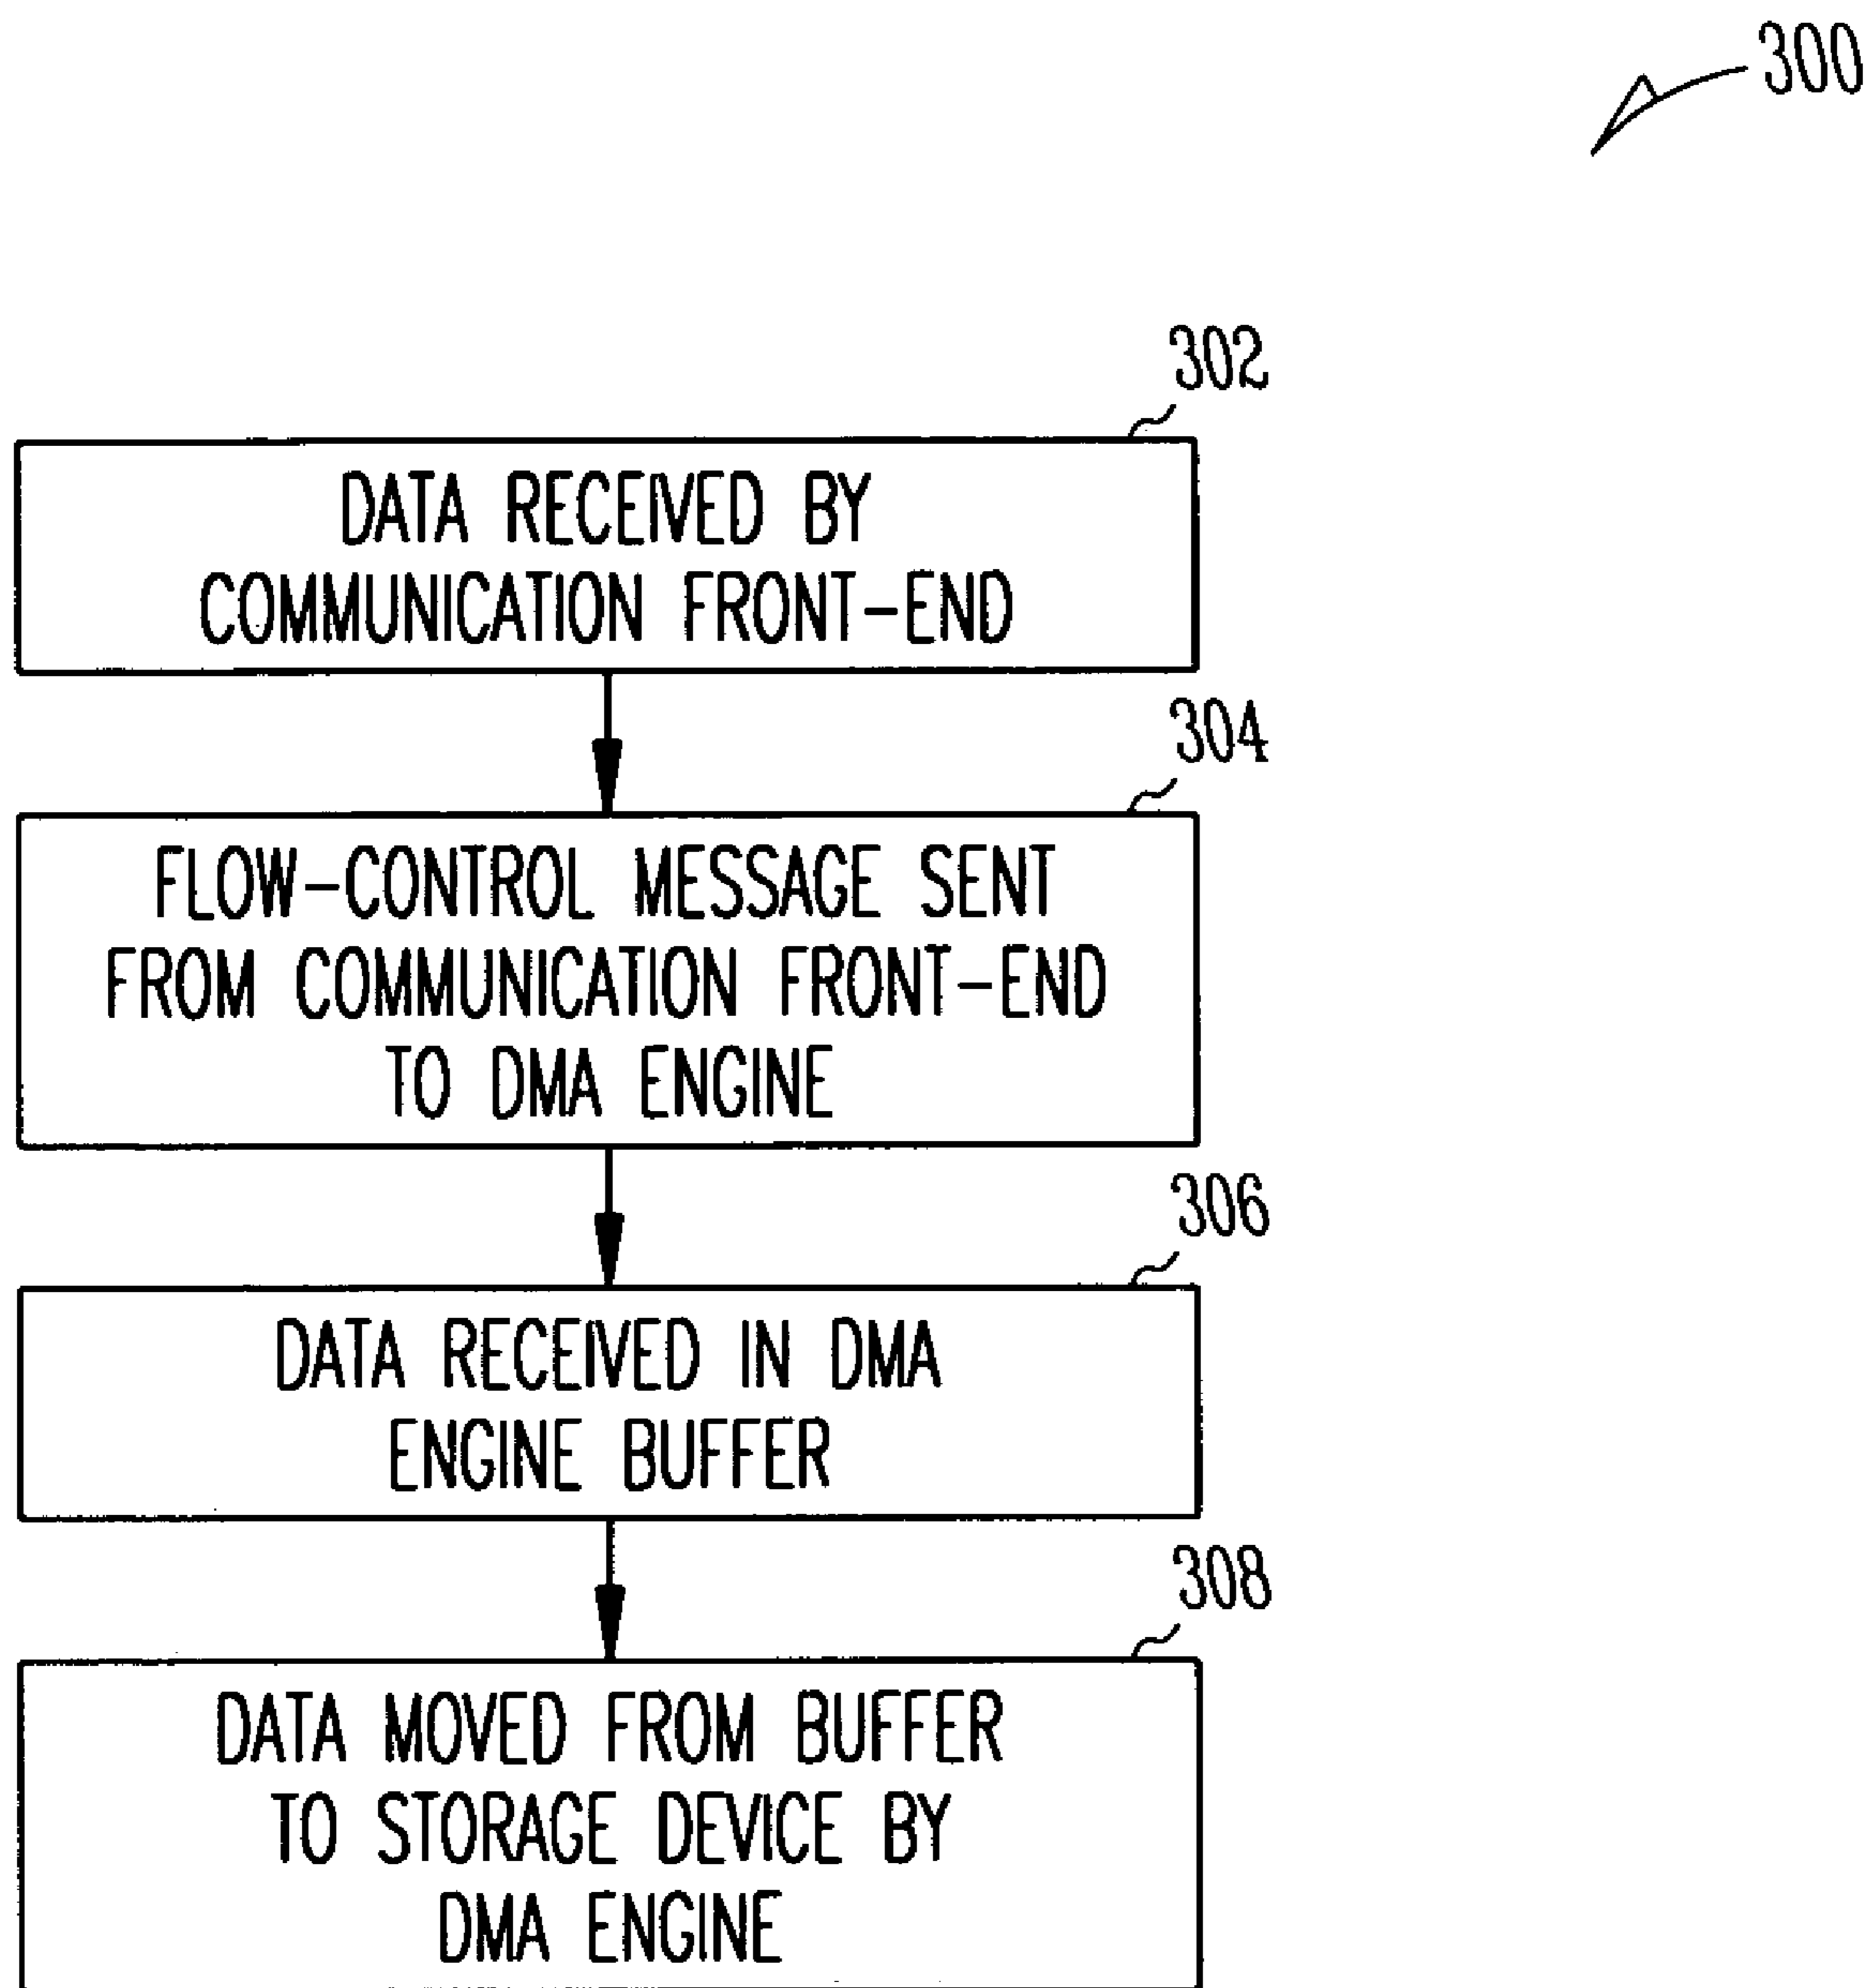 300
302
DATA RECEIVED BY
COMMUNICATION FRONT-END
304
FLOW-CONTROL MESSAGE SENT
FROM COMMUNICATION FRONT-END
TO DMA ENGINE
306
DATA RECEIVED IN DMA
ENGINE BUFFER
308
DATA MOVED FROM BUFFER
TO STORAGE DEVICE BY
DMA ENGINE